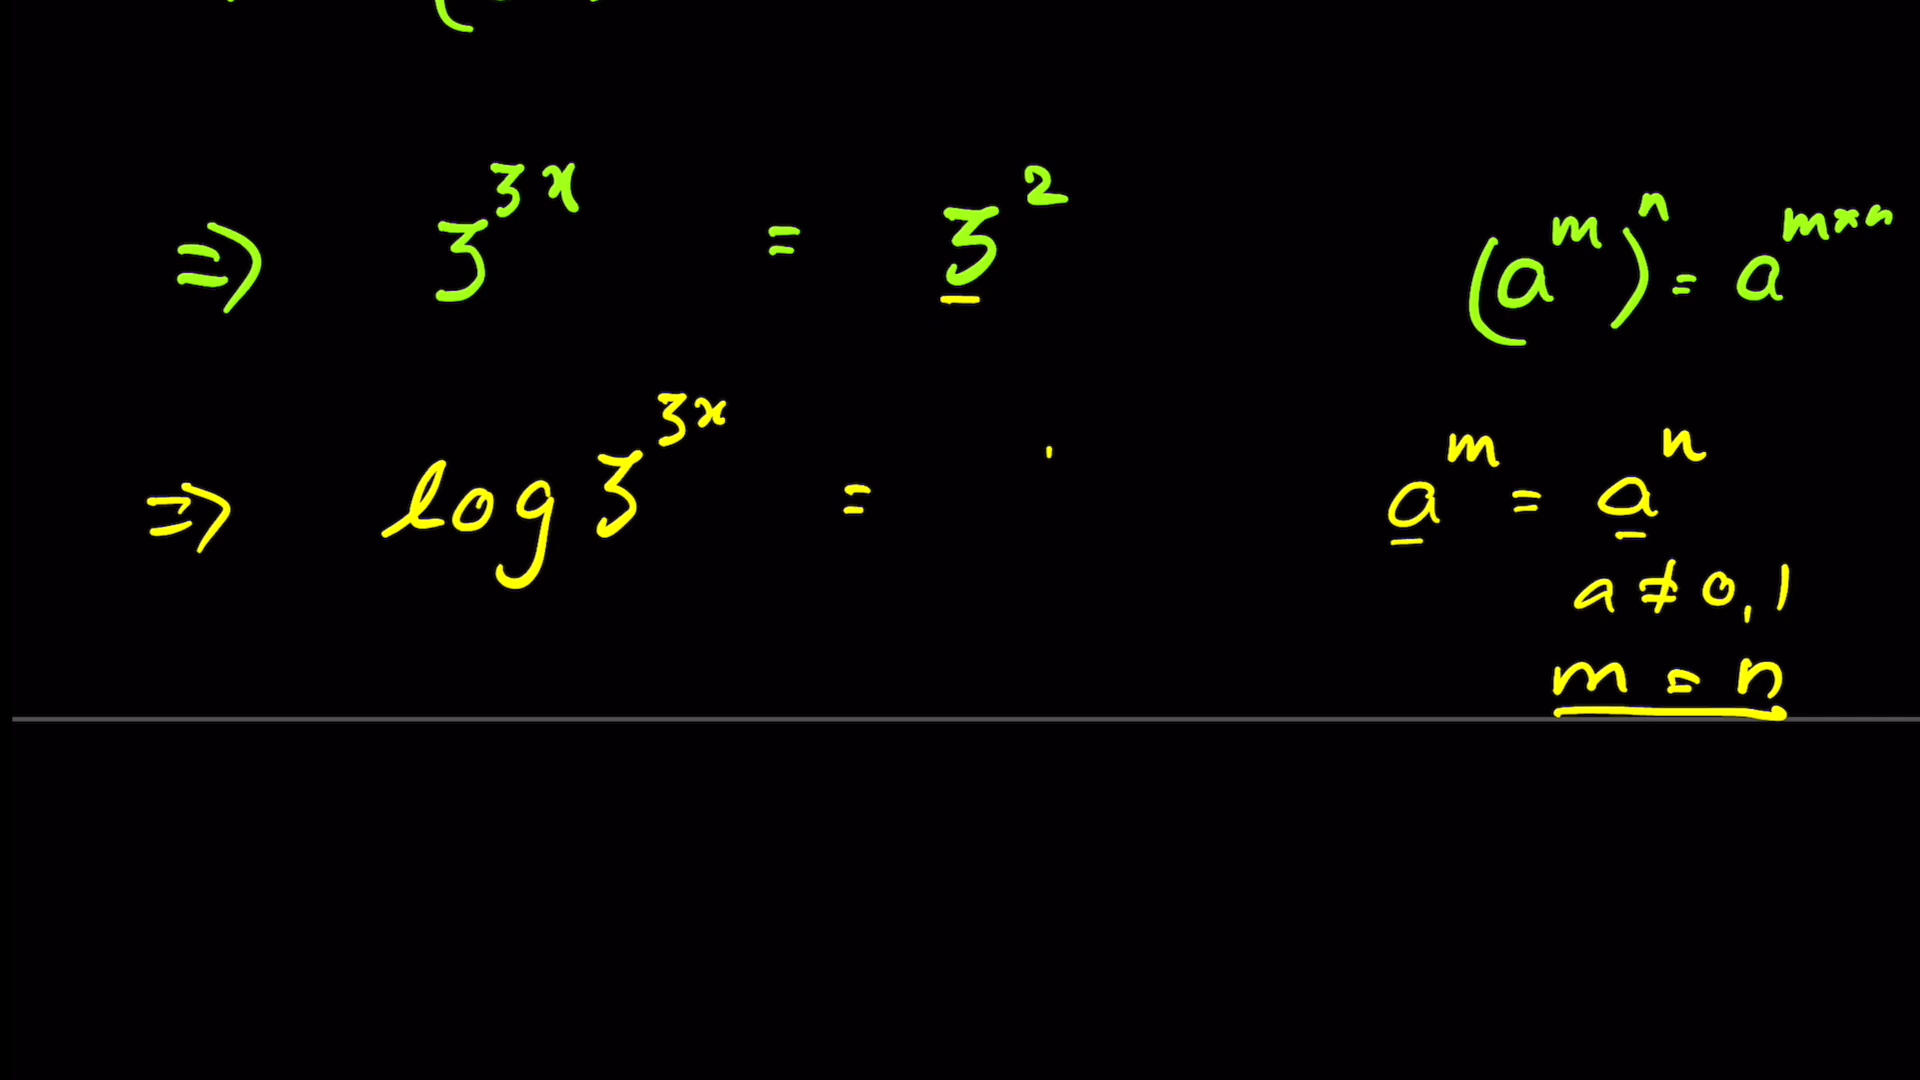 ⇒ 3^{3x} = 3^2
(a^m)^n = a^{m×n}
⇒ log 3^{3x} =
a^m = a^n
a ≠ 0, 1
m = n